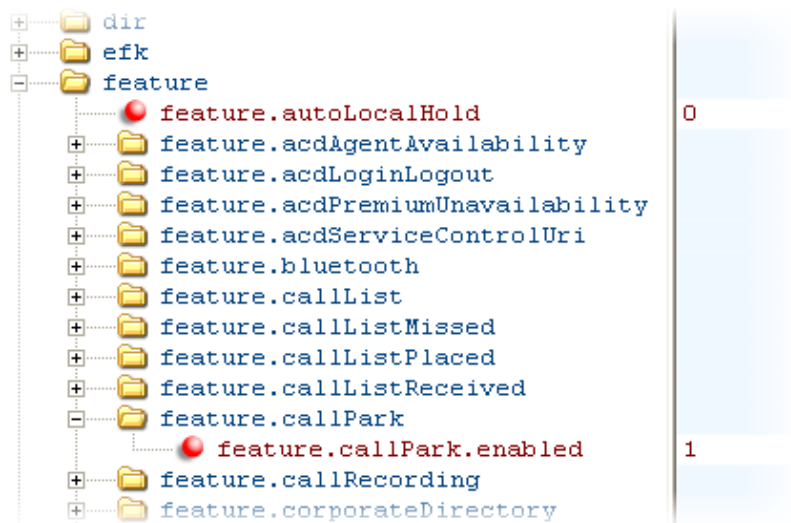 dir
efk
feature
feature.autoLocalHold 0
feature.acdAgentAvailability
feature.acdLoginLogout
feature.acdPremiumUnavailability
feature.acdServiceControlUri
feature.bluetooth
feature.callList
feature.callListMissed
feature.callListPlaced
feature.callListReceived
feature.callPark
feature.callPark.enabled 1
feature.callRecording
feature.corporateDirectory